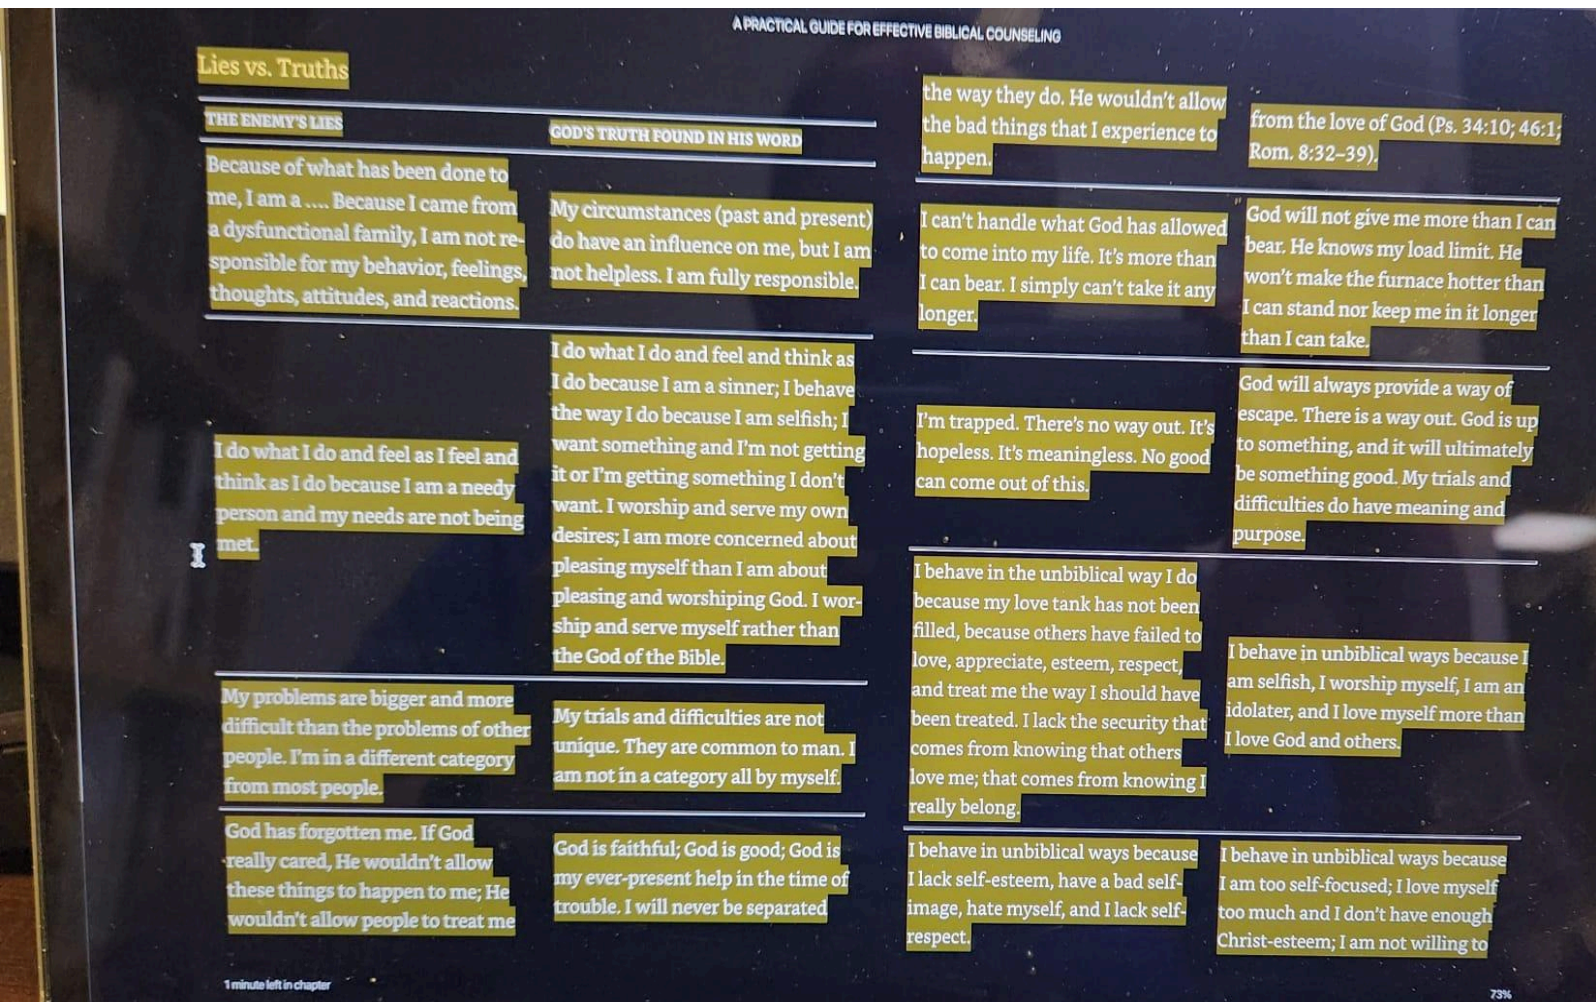 A PRACTICAL GUIDE FOR EFFECTIVE BIBLICAL COUNSELING
Lies vs. Truths
THE ENEMY'S LIES
GOD'S TRUTH FOUND IN HIS WORD
Because of what has been done to
me, I am a .... Because I came from
a dysfunctional family, I am not re-
sponsible for my behavior, feelings,
thoughts, attitudes, and reactions.
My circumstances (past and present)
do have an influence on me, but I am
not helpless. I am fully responsible.
I do what I do and feel as I feel and
think as I do because I am a needy
person and my needs are not being
met.
I do what I do and feel and think as
I do because I am a sinner; I behave
the way I do because I am selfish; I
want something and I'm not getting
it or I'm getting something I don't
want. I worship and serve my own
desires; I am more concerned about
pleasing myself than I am about
pleasing and worshiping God. I wor-
ship and serve myself rather than
the God of the Bible.
My problems are bigger and more
difficult than the problems of other
people. I'm in a different category
from most people.
My trials and difficulties are not
unique. They are common to man. I
am not in a category all by myself.
God has forgotten me. If God
really cared, He wouldn't allow
these things to happen to me; He
wouldn't allow people to treat me
God is faithful; God is good; God is
my ever-present help in the time of
trouble. I will never be separated
the way they do. He wouldn't allow
the bad things that I experience to
happen.
from the love of God (Ps. 34:10; 46:1;
Rom. 8:32–39).
I can't handle what God has allowed
to come into my life. It's more than
I can bear. I simply can't take it any
longer.
God will not give me more than I can
bear. He knows my load limit. He
won't make the furnace hotter than
I can stand nor keep me in it longer
than I can take.
I'm trapped. There's no way out. It's
hopeless. It's meaningless. No good
can come out of this.
God will always provide a way of
escape. There is a way out. God is up
to something, and it will ultimately
be something good. My trials and
difficulties do have meaning and
purpose.
I behave in the unbiblical way I do
because my love tank has not been
filled, because others have failed to
love, appreciate, esteem, respect,
and treat me the way I should have
been treated. I lack the security that
comes from knowing that others
love me; that comes from knowing I
really belong.
I behave in unbiblical ways because I
am selfish, I worship myself, I am an
idolater, and I love myself more than
I love God and others.
I behave in unbiblical ways because
I lack self-esteem, have a bad self-
image, hate myself, and I lack self-
respect.
I behave in unbiblical ways because
I am too self-focused; I love myself
too much and I don't have enough
Christ-esteem; I am not willing to
1 minute left in chapter
73%